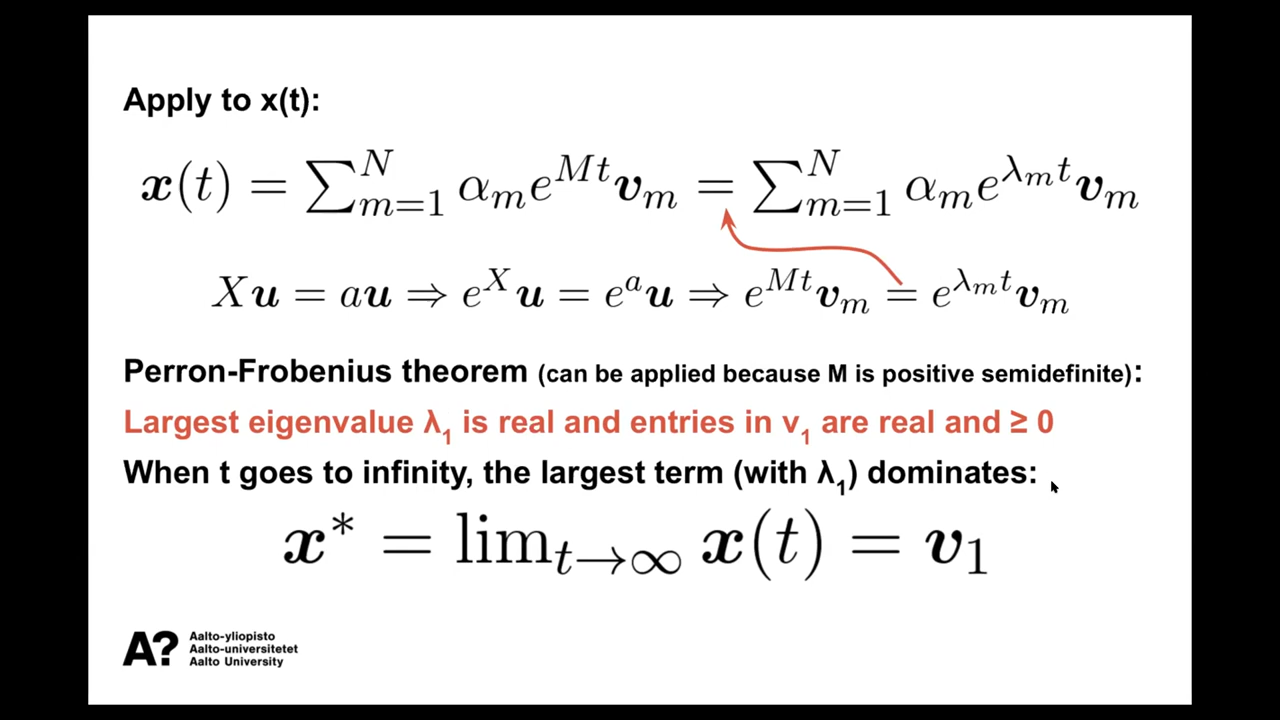 Apply to x(t):
𝒙(t) = ∑_{m=1}^{N} α_m e^{Mt} 𝒗_m = ∑_{m=1}^{N} α_m e^{λ_m t} 𝒗_m
X𝒖 = a𝒖 ⇒ e^X 𝒖 = e^a 𝒖 ⇒ e^{Mt} 𝒗_m = e^{λ_m t} 𝒗_m
Perron-Frobenius theorem (can be applied because M is positive semidefinite):
Largest eigenvalue λ₁ is real and entries in v₁ are real and ≥ 0
When t goes to infinity, the largest term (with λ₁) dominates:
𝒙* = lim_{t→∞} 𝒙(t) = 𝒗₁
A?
Aalto-yliopisto
Aalto-universitetet
Aalto University